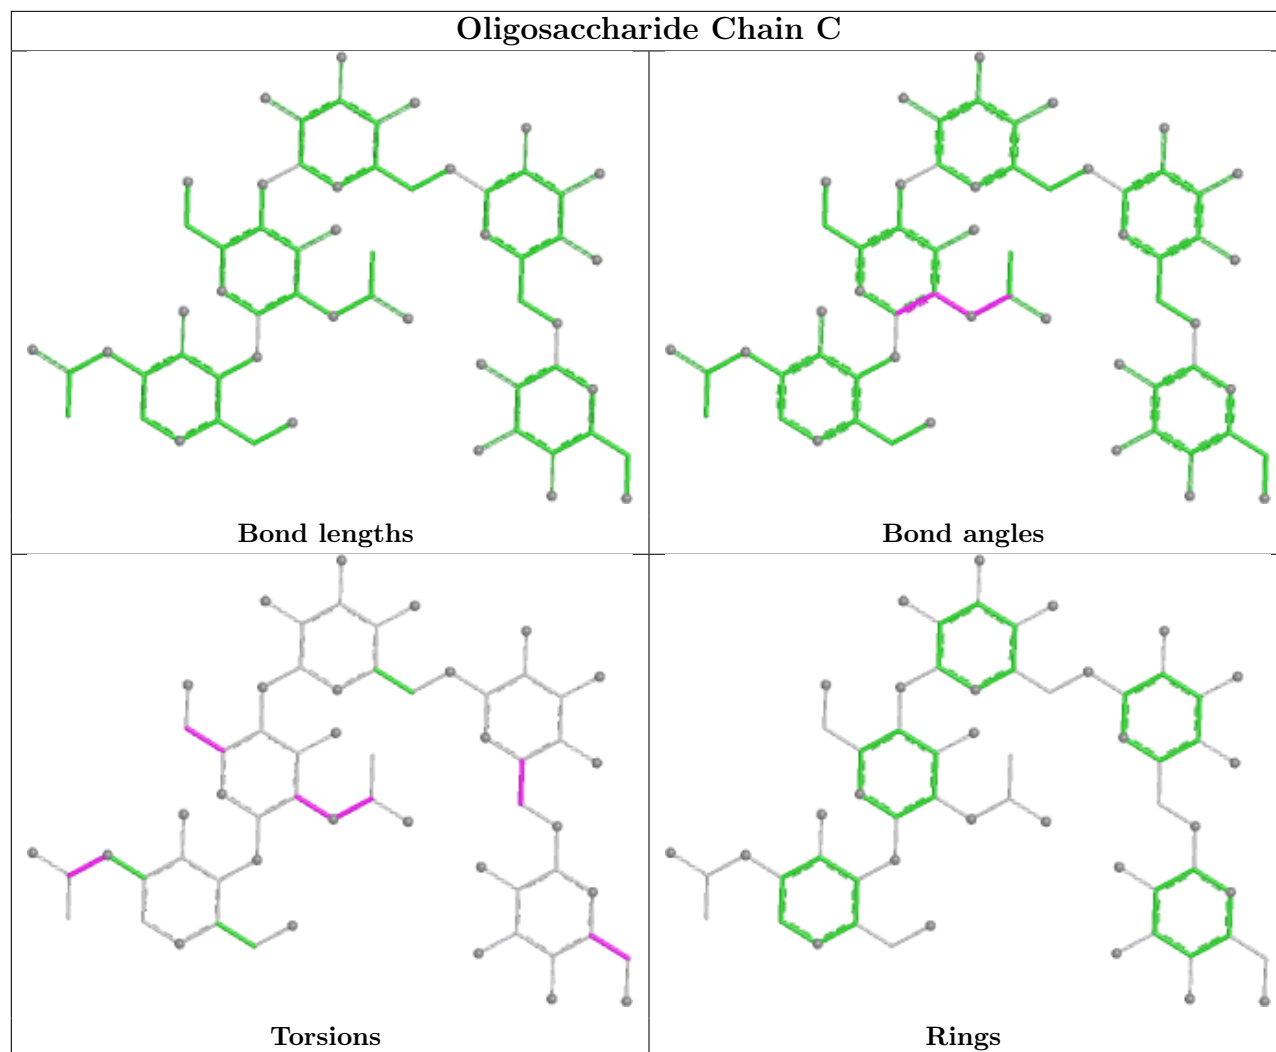 Oligosaccharide Chain C
Bond lengths
Bond angles
Torsions
Rings